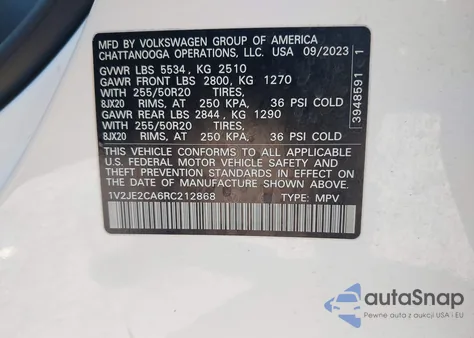 MFD. BY VOLKSWAGEN GROUP OF AMERICA
CHATTANOOGA OPERATIONS, LLC. USA 09/2023
GVWR LBS 5534, KG 2510
GAWR FRONT LBS 2800, KG 1270
WITH 255/50R20 TIRES,
8JX20 RIMS, AT 250 KPA, 36 PSI COLD
GAWR REAR LBS 2844, KG 1290
WITH 255/50R20 TIRES,
8JX20 RIMS, AT 250 KPA, 36 PSI COLD
THIS VEHICLE CONFORMS TO ALL APPLICABLE
U.S. FEDERAL MOTOR VEHICLE SAFETY AND
THEFT PREVENTION STANDARDS IN EFFECT ON THE
DATE OF MANUFACTURE SHOWN ABOVE.
1V2JE2CA6RC212868 TYPE: MPV
3948591 1
autoSnap
Pewne auta z aukcji USA i EU